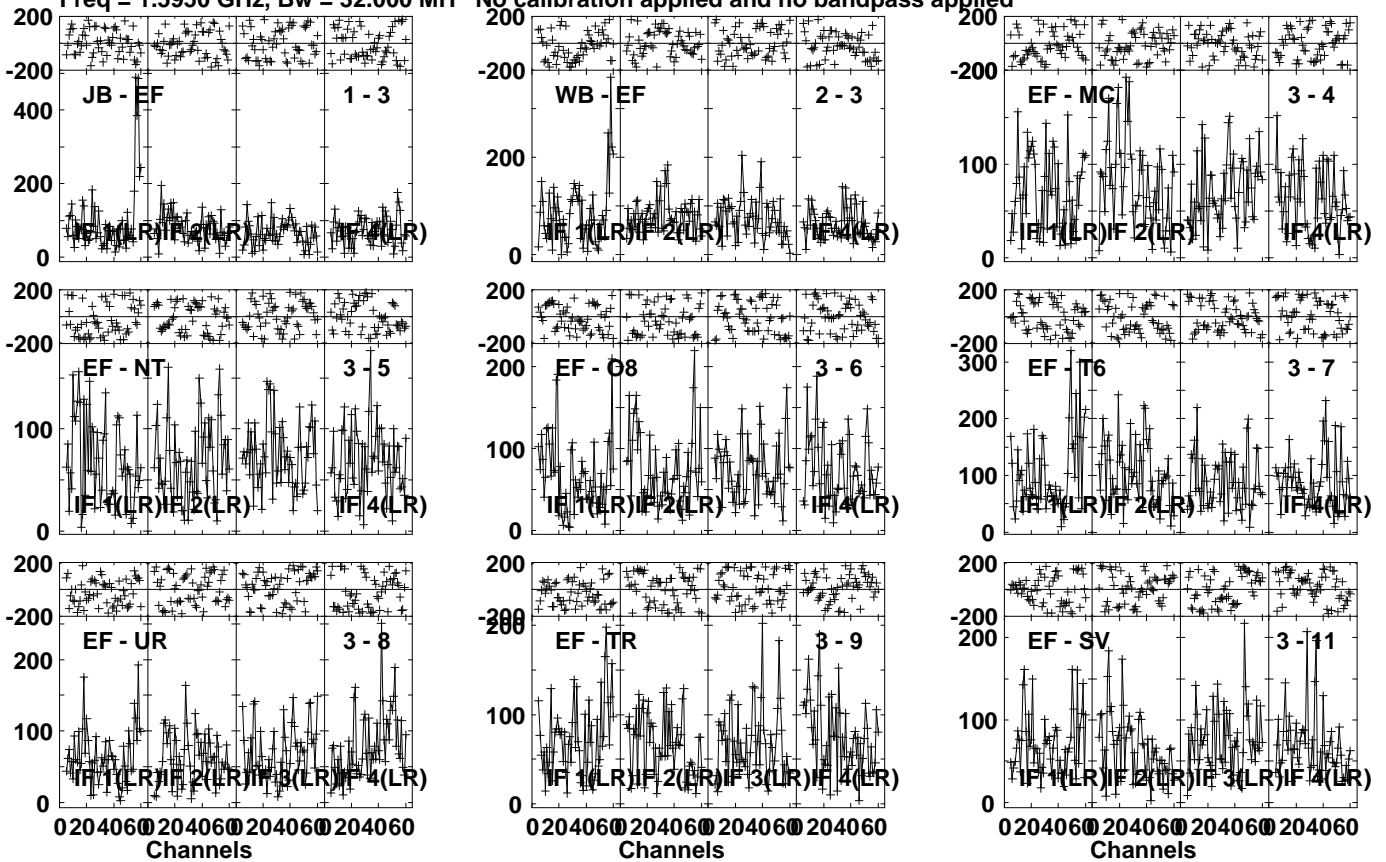 Freq = 1.5950 GHz, Bw = 32.000 MH No calibration applied and no bandpass applied
200 200 200
-200 -200
JB - EF 1 - 3 WB - EF 2 - 3 EF - MC 3 - 4
400
200 200 100
IF 1(LR) IF 2(LR) IF 4(LR) IF 1(LR) IF 2(LR) IF 4(LR) IF 1(LR) IF 2(LR) IF 4(LR)
0 0 0
200 200 200
-200 -200 -200
EF - NT 3 - 5 EF - O8 3 - 6 EF - T6 3 - 7
200 300
100 100 200
100
IF 1(LR) IF 2(LR) IF 4(LR) IF 1(LR) IF 2(LR) IF 4(LR) IF 1(LR) IF 2(LR) IF 4(LR)
0 0 0
200 200 200
-200 -200 -200
200
EF - UR 3 - 8 EF - TR 3 - 9 EF - SV 3 - 11
200 150 200
100 100 100
50
IF 1(LR) IF 2(LR) IF 3(LR) IF 4(LR) IF 1(LR) IF 2(LR) IF 3(LR) IF 4(LR) IF 1(LR) IF 2(LR) IF 3(LR) IF 4(LR)
0 0 0
0 20 40 60 0 20 40 60 0 20 40 60 0 20 40 60 0 20 40 60 0 20 40 60 0 20 40 60 0 20 40 60 0 20 40 60 0 20 40 60 0 20 40 60 0 20 40 60
Channels Channels Channels